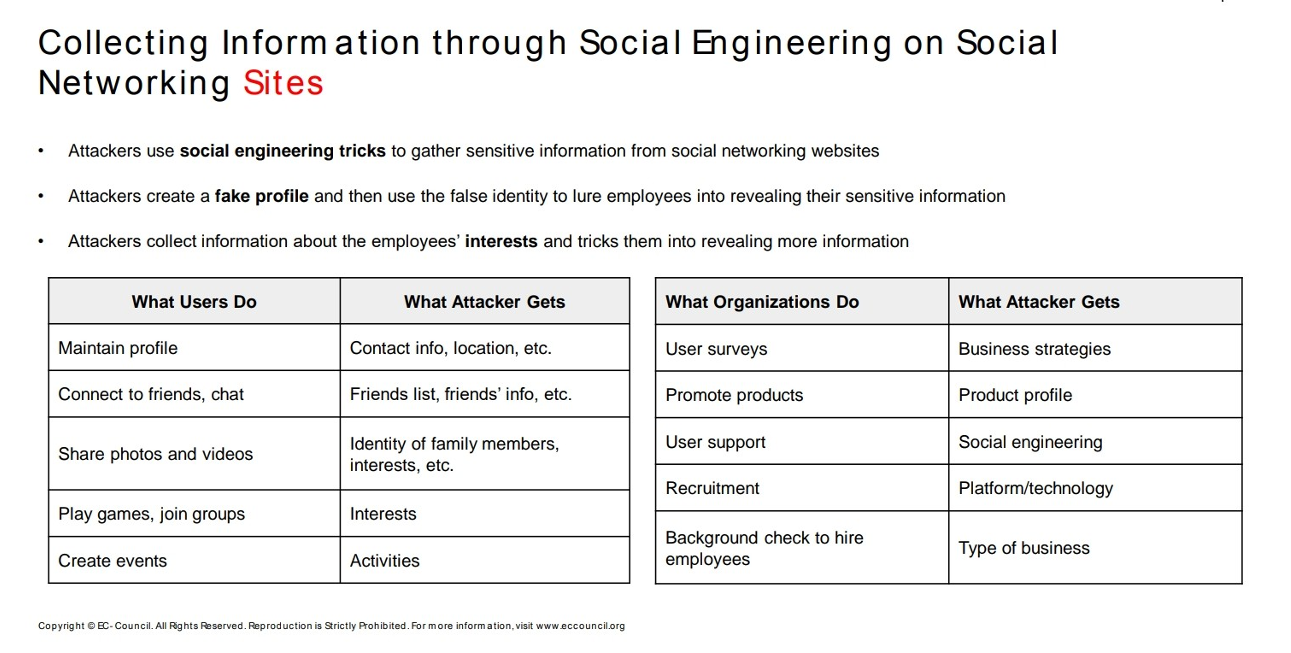 Collecting Information through Social Engineering on Social
Networking Sites
• Attackers use social engineering tricks to gather sensitive information from social networking websites
• Attackers create a fake profile and then use the false identity to lure employees into revealing their sensitive information
• Attackers collect information about the employees' interests and tricks them into revealing more information
What Users Do What Attacker Gets
Maintain profile Contact info, location, etc.
Connect to friends, chat Friends list, friends' info, etc.
Share photos and videos Identity of family members,
interests, etc.
Play games, join groups Interests
Create events Activities
What Organizations Do What Attacker Gets
User surveys Business strategies
Promote products Product profile
User support Social engineering
Recruitment Platform/technology
Background check to hire
employees Type of business
Copyright © EC-Council. All Rights Reserved. Reproduction is Strictly Prohibited. For more information, visit www.eccouncil.org